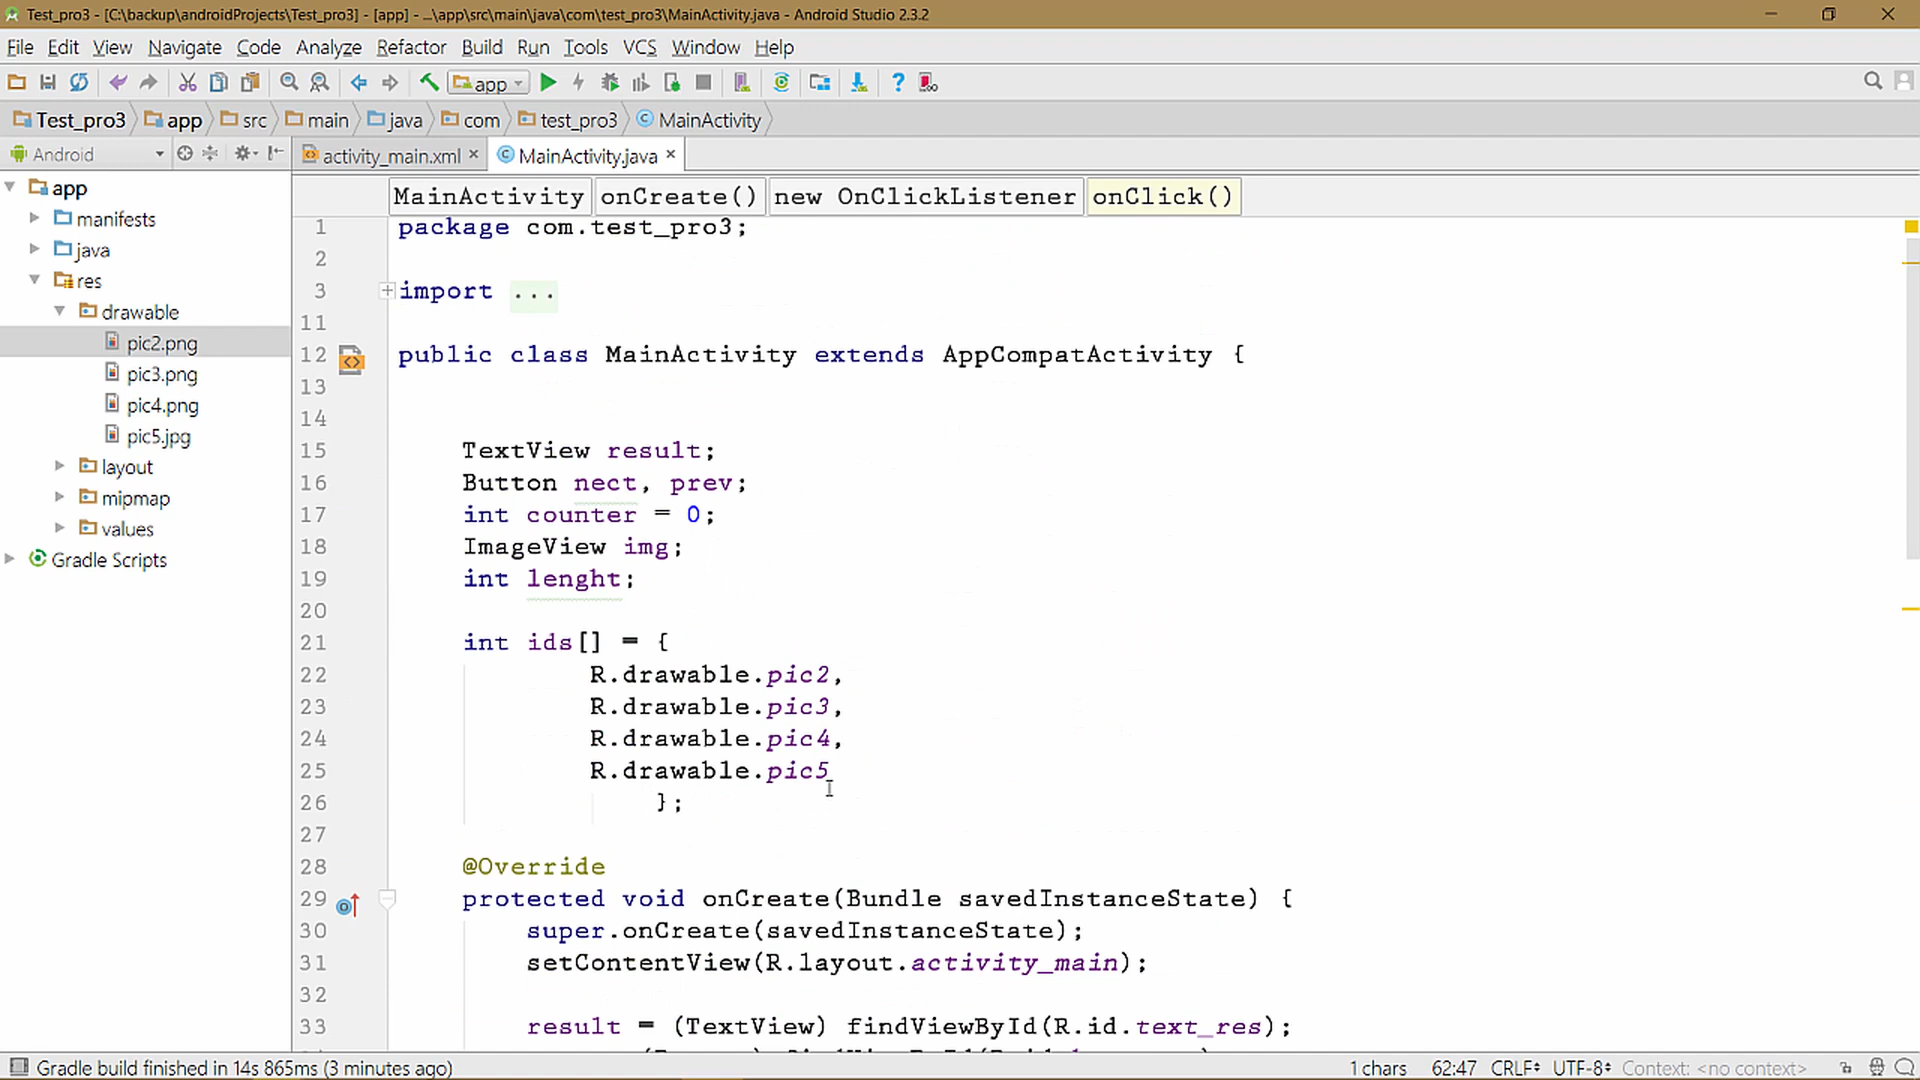 Test_pro3 - [C:\backup\androidProjects\Test_pro3] - [app] - ...\app\src\main\java\com\test_pro3\MainActivity.java - Android Studio 2.3.2
File Edit View Navigate Code Analyze Refactor Build Run Tools VCS Window Help
app
Test_pro3 app src main java com test_pro3 MainActivity
Android activity_main.xml MainActivity.java
MainActivity onCreate() new OnClickListener onClick()
app
manifests
java
res
drawable
pic2.png
pic3.png
pic4.png
pic5.jpg
layout
mipmap
values
Gradle Scripts
1 package com.test_pro3;
2
3 import ...
11
12 public class MainActivity extends AppCompatActivity {
13
14
15 TextView result;
16 Button nect, prev;
17 int counter = 0;
18 ImageView img;
19 int lenght;
20
21 int ids[] = {
22 R.drawable.pic2,
23 R.drawable.pic3,
24 R.drawable.pic4,
25 R.drawable.pic5
26 };
27
28 @Override
29 protected void onCreate(Bundle savedInstanceState) {
30 super.onCreate(savedInstanceState);
31 setContentView(R.layout.activity_main);
32
33 result = (TextView) findViewById(R.id.text_res);
Gradle build finished in 14s 865ms (3 minutes ago) 1 chars 62:47 CRLF UTF-8 Context: <no context>